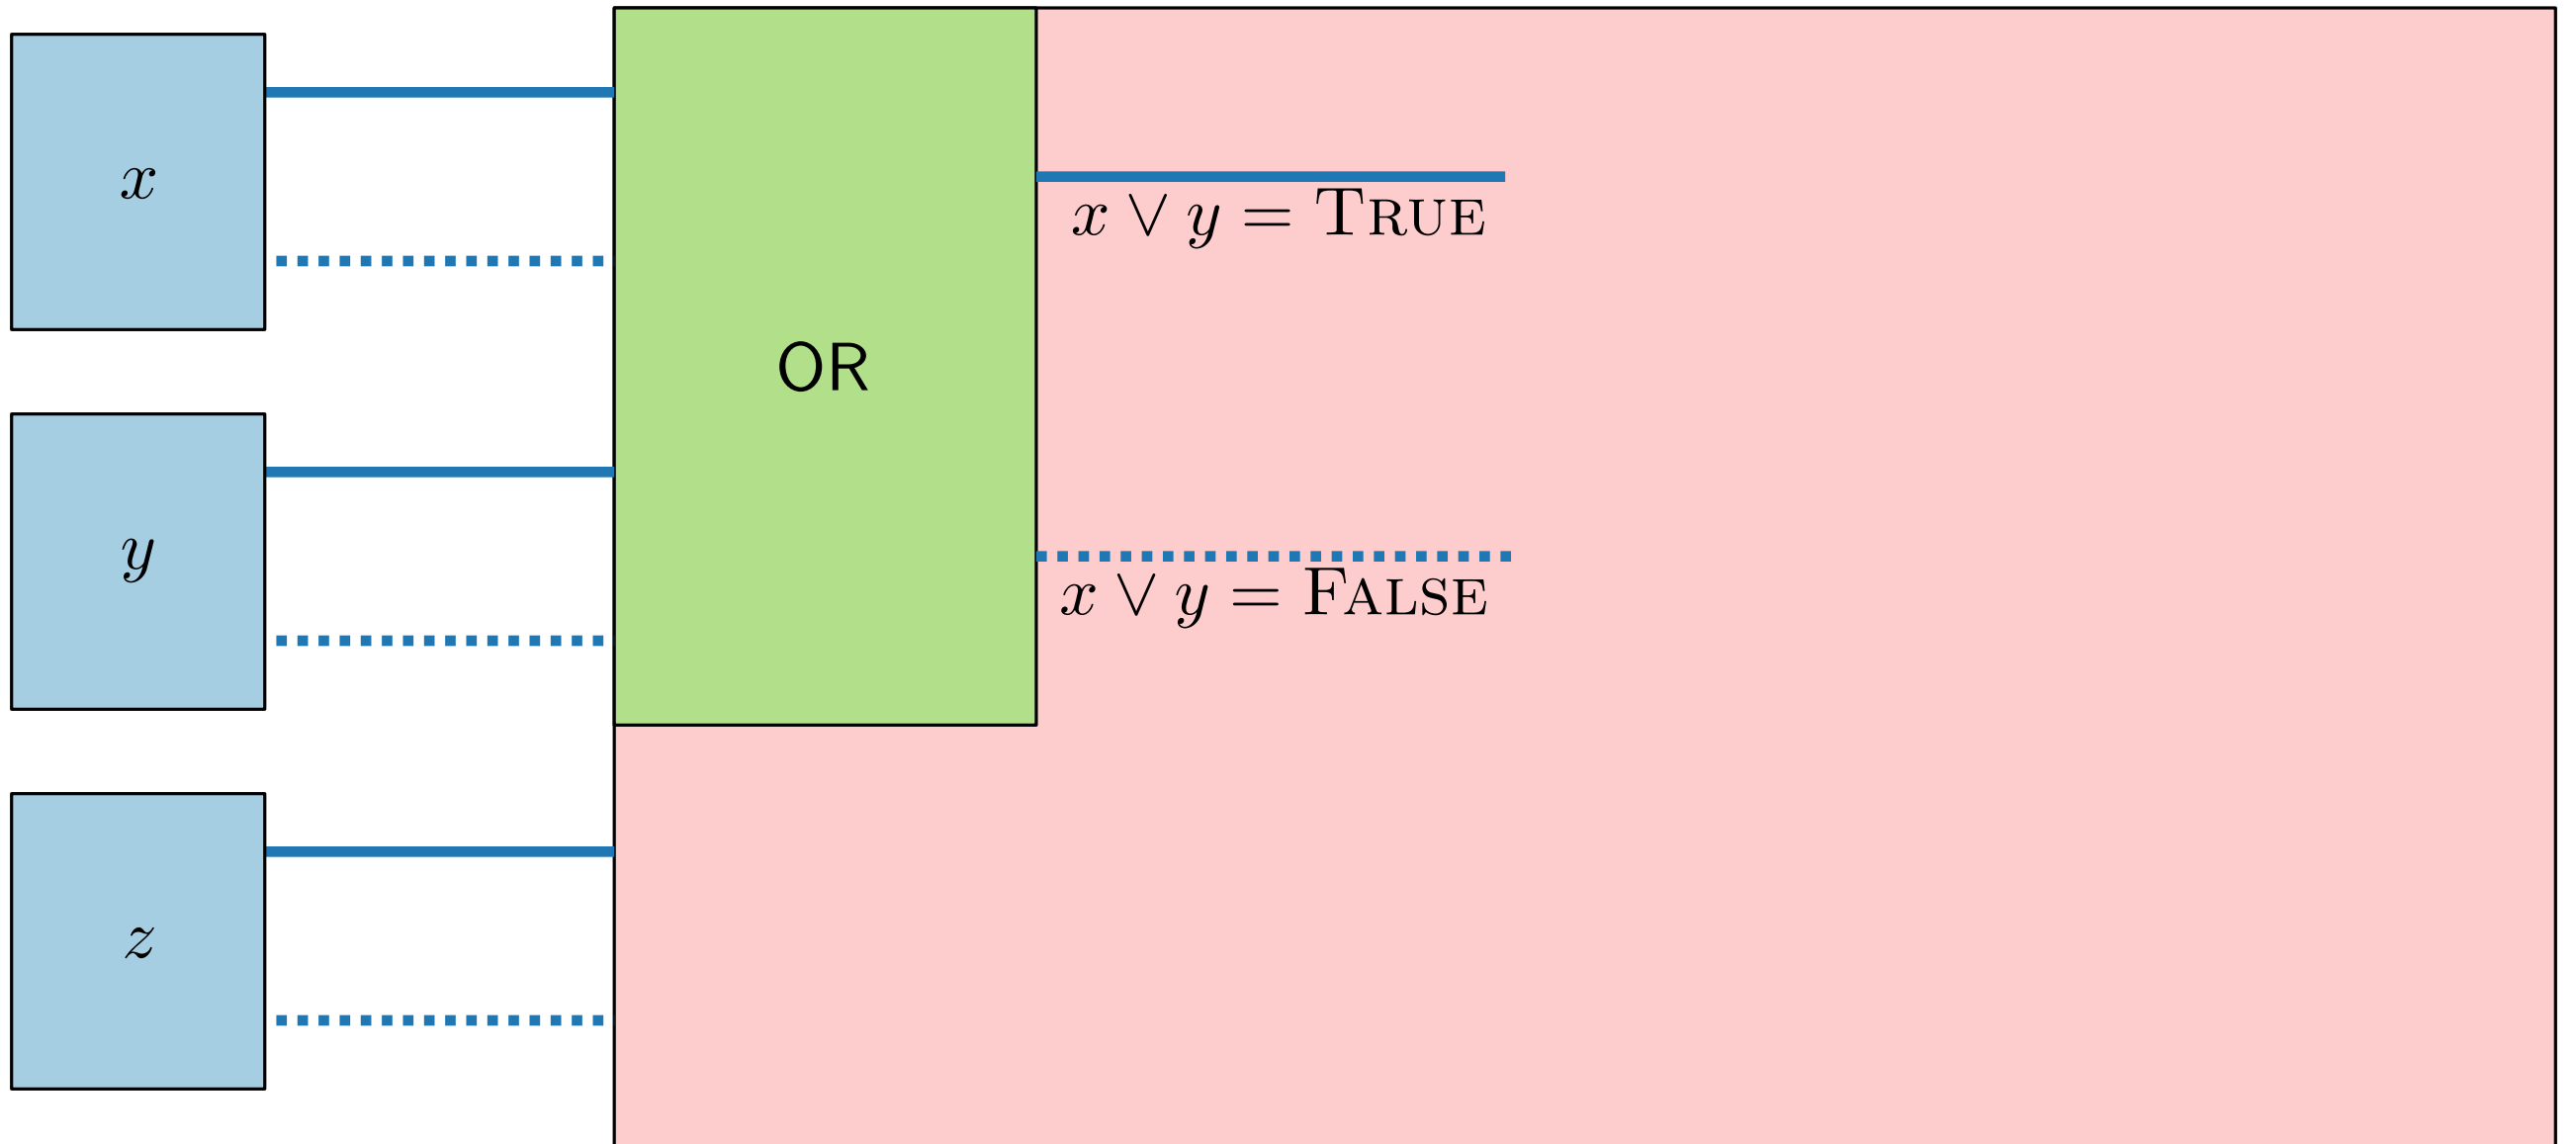 x
x ∨ y = TRUE
OR
y
x ∨ y = FALSE
z